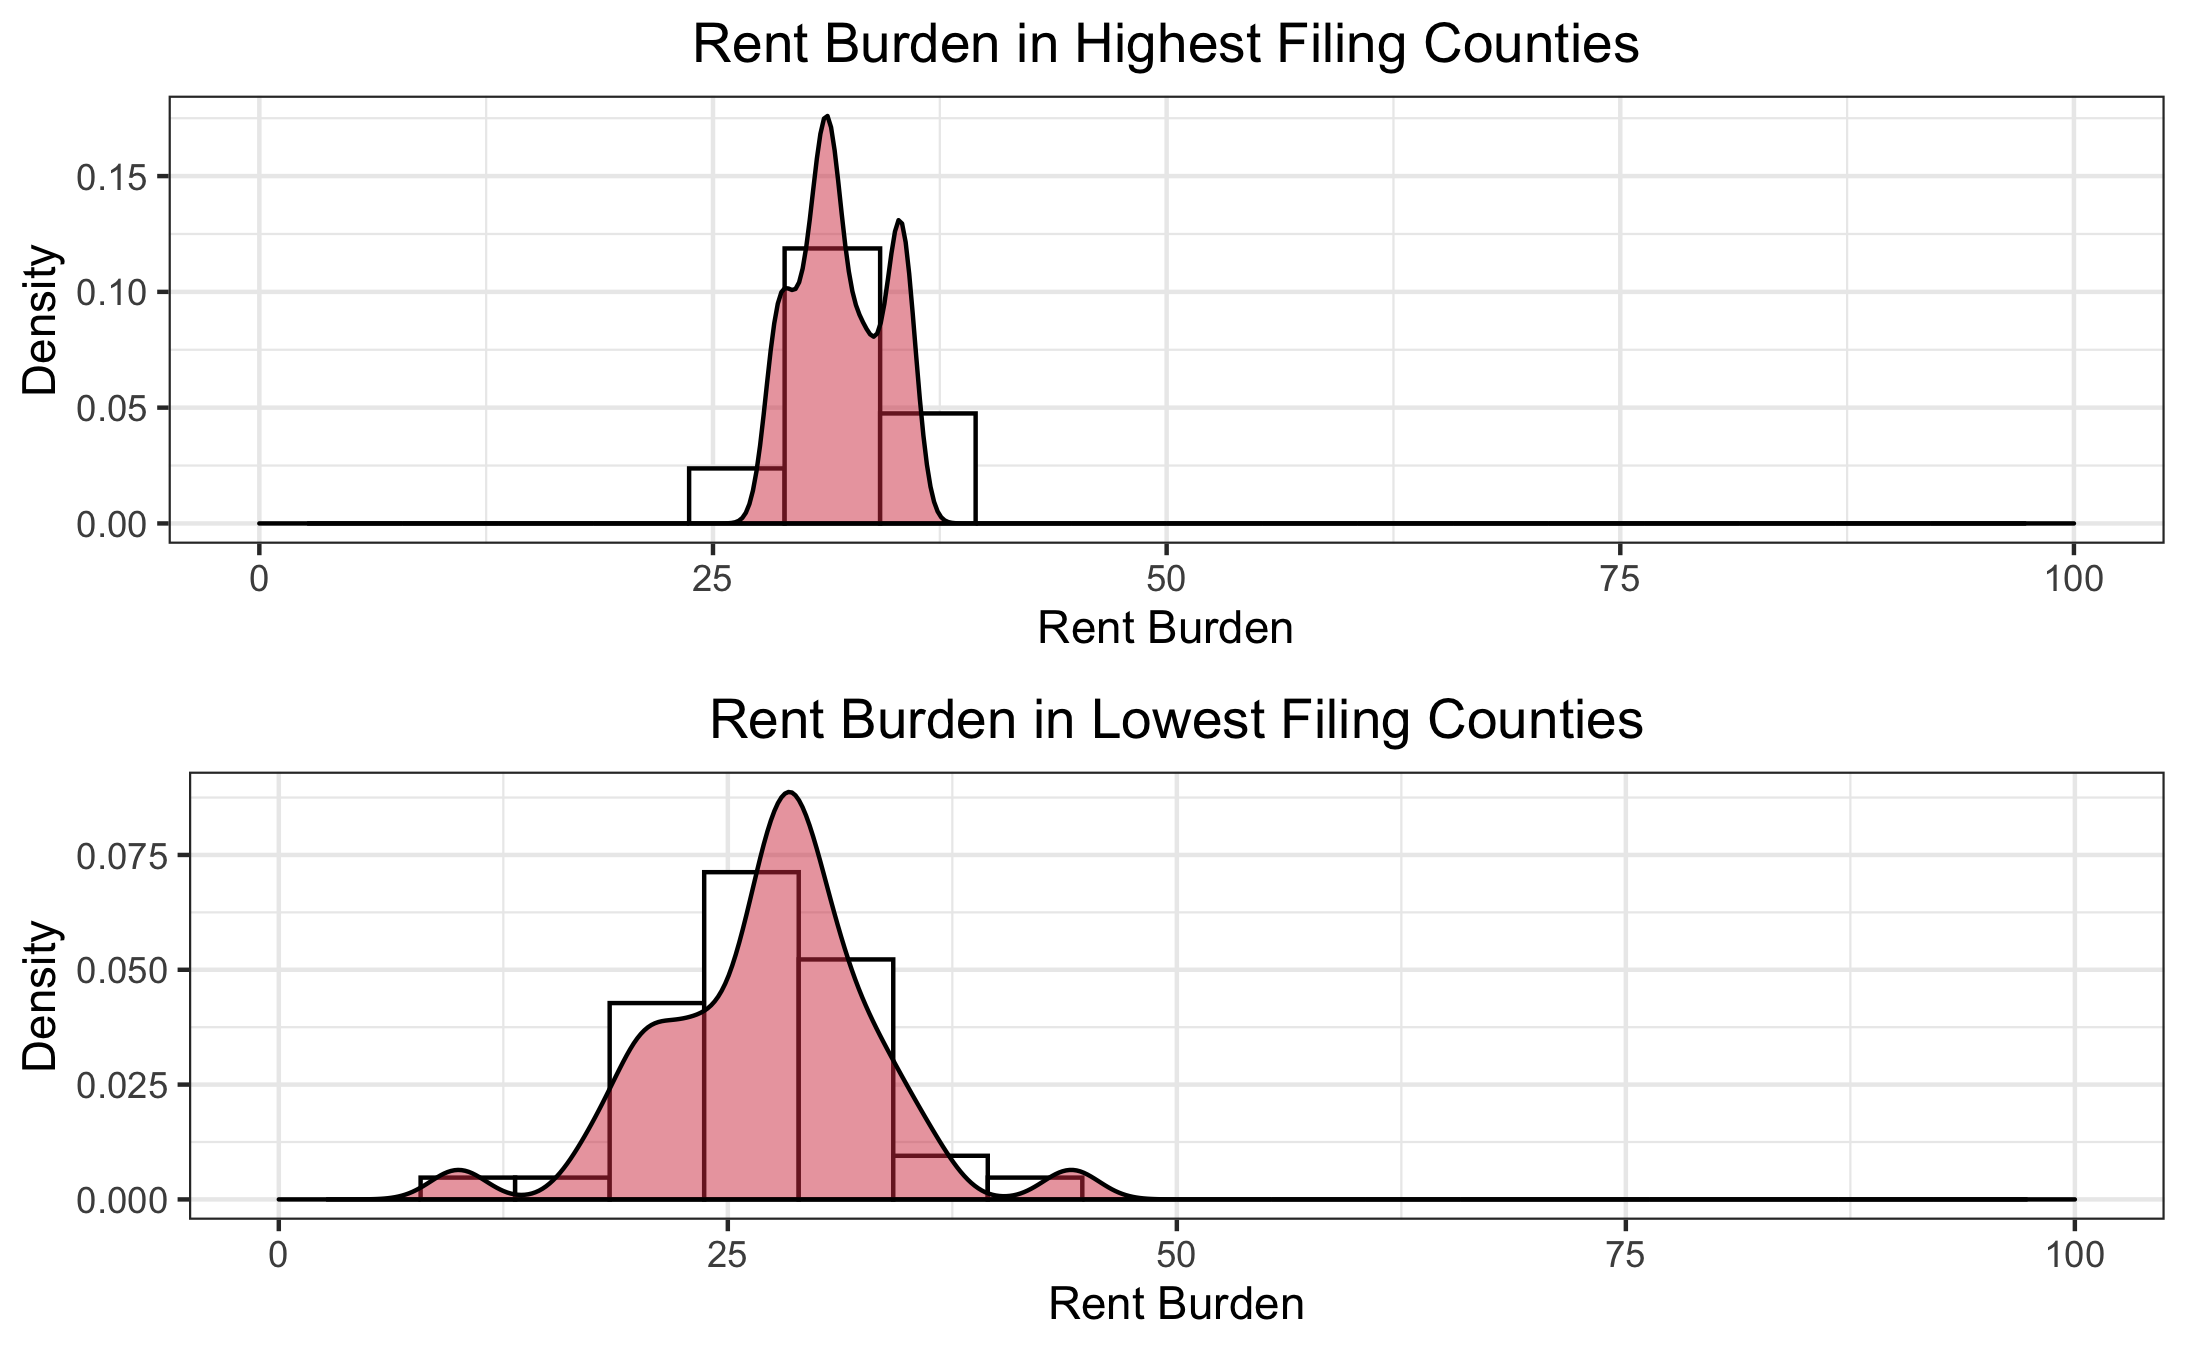 Rent Burden in Highest Filing Counties
Density
0.15
0.10
0.05
0.00
0 25 50 75 100
Rent Burden
Rent Burden in Lowest Filing Counties
Density
0.075
0.050
0.025
0.000
0 25 50 75 100
Rent Burden